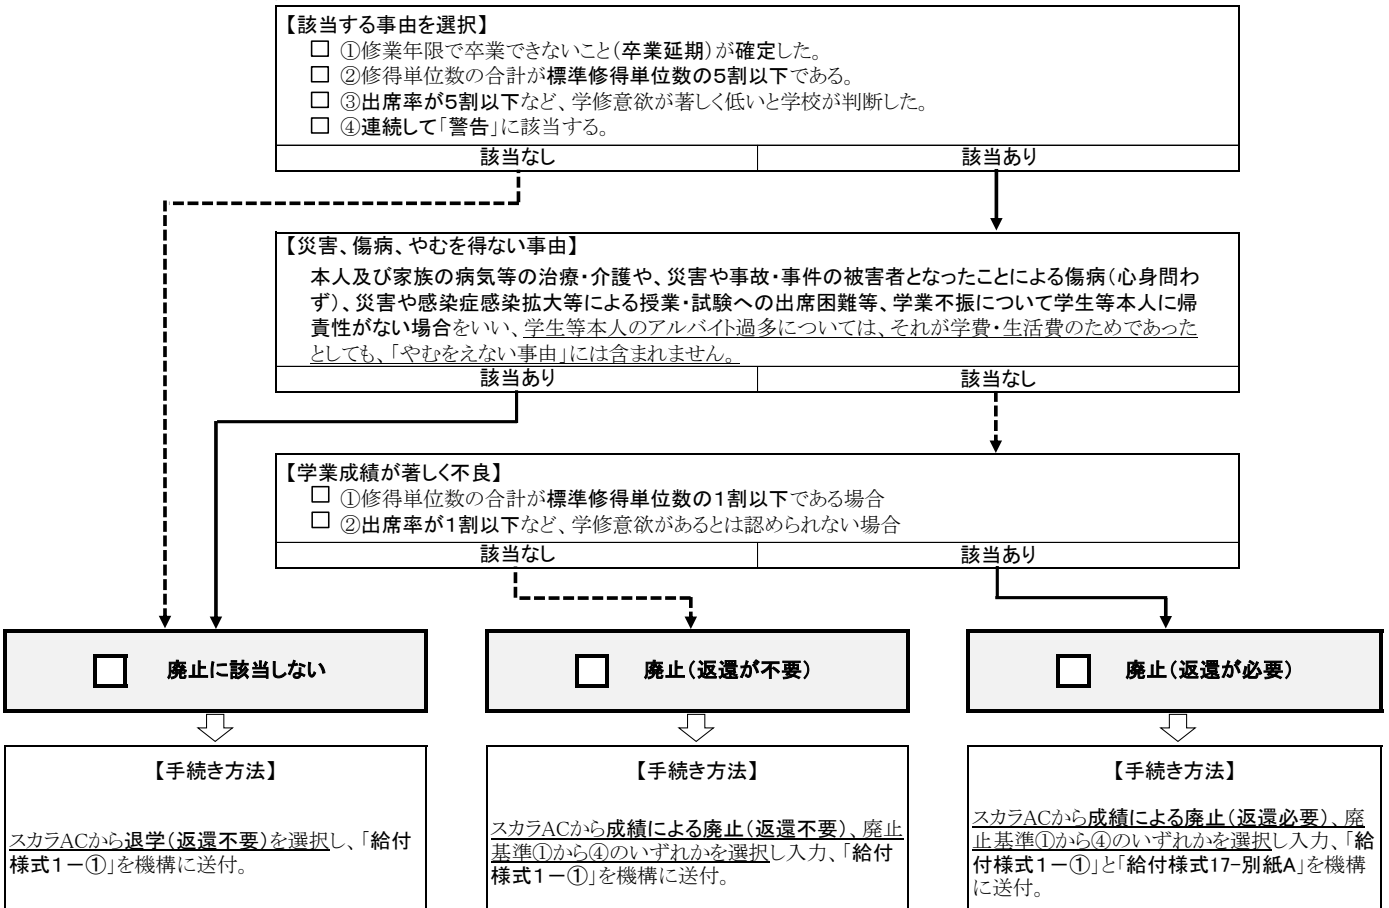 【該当する事由を選択】
□ ①修業年限で卒業できないこと(卒業延期)が確定した。
□ ②修得単位数の合計が標準修得単位数の5割以下である。
□ ③出席率が5割以下など、学修意欲が著しく低いと学校が判断した。
□ ④連続して「警告」に該当する。
該当なし
該当あり
【災害、傷病、やむを得ない事由】
本人及び家族の病気等の治療・介護や、災害や事故・事件の被害者となったことによる傷病(心身問わ
ず)、災害や感染症感染拡大等による授業・試験への出席困難等、学業不振について学生等本人に帰
責性がない場合をいい、学生等本人のアルバイト過多については、それが学費・生活費のためであった
としても、「やむをえない事由」には含まれません。
該当あり
該当なし
【学業成績が著しく不良】
□ ①修得単位数の合計が標準修得単位数の1割以下である場合
□ ②出席率が1割以下など、学修意欲があるとは認められない場合
該当なし
該当あり
□ 廃止に該当しない
□ 廃止(返還が不要)
□ 廃止(返還が必要)
【手続き方法】
スカラACから退学(返還不要)を選択し、「給付
様式1-①」を機構に送付。
【手続き方法】
スカラACから成績による廃止(返還不要)、廃止
基準①から④のいずれかを選択し入力、「給付
様式1-①」を機構に送付。
【手続き方法】
スカラACから成績による廃止(返還必要)、廃
止基準①から④のいずれかを選択し入力、「給
付様式1-①」と「給付様式17-別紙A」を機構
に送付。